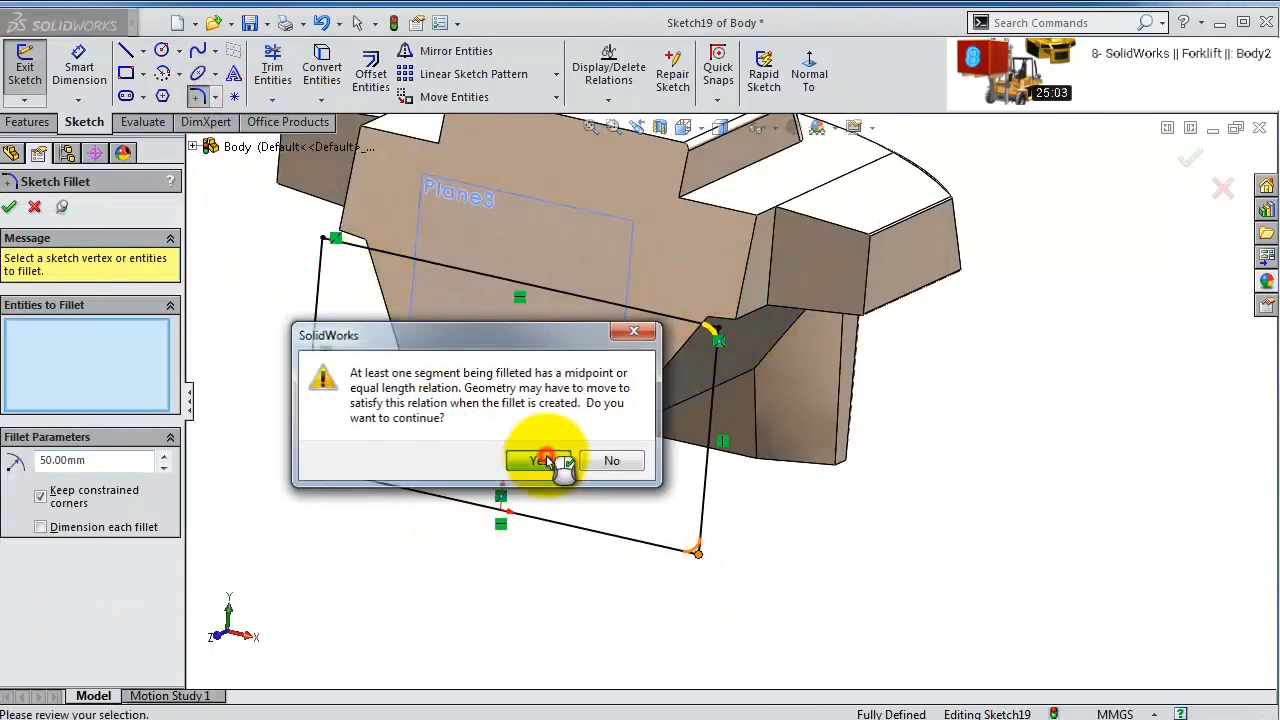 SOLIDWORKS
Sketch19 of Body *
Search Commands
Exit
Sketch
Smart
Dimension
Trim
Entities
Convert
Entities
Offset
Entities
Mirror Entities
Linear Sketch Pattern
Move Entities
Display/Delete
Relations
Repair
Sketch
Quick
Snaps
Rapid
Sketch
Normal
To
8
8- SolidWorks || Forklift || Body2
25:03
Features
Sketch
Evaluate
DimXpert
Office Products
Body (Default<<Default>_...
Sketch Fillet
?
Message
Select a sketch vertex or entities
to fillet.
Entities to Fillet
Fillet Parameters
50.00mm
Keep constrained
corners
Dimension each fillet
Plane3
SolidWorks
At least one segment being filleted has a midpoint or
equal length relation. Geometry may have to move to
satisfy this relation when the fillet is created. Do you
want to continue?
Yes
No
Y
Z
X
Model
Motion Study 1
Please review your selection.
Fully Defined
Editing Sketch19
MMGS